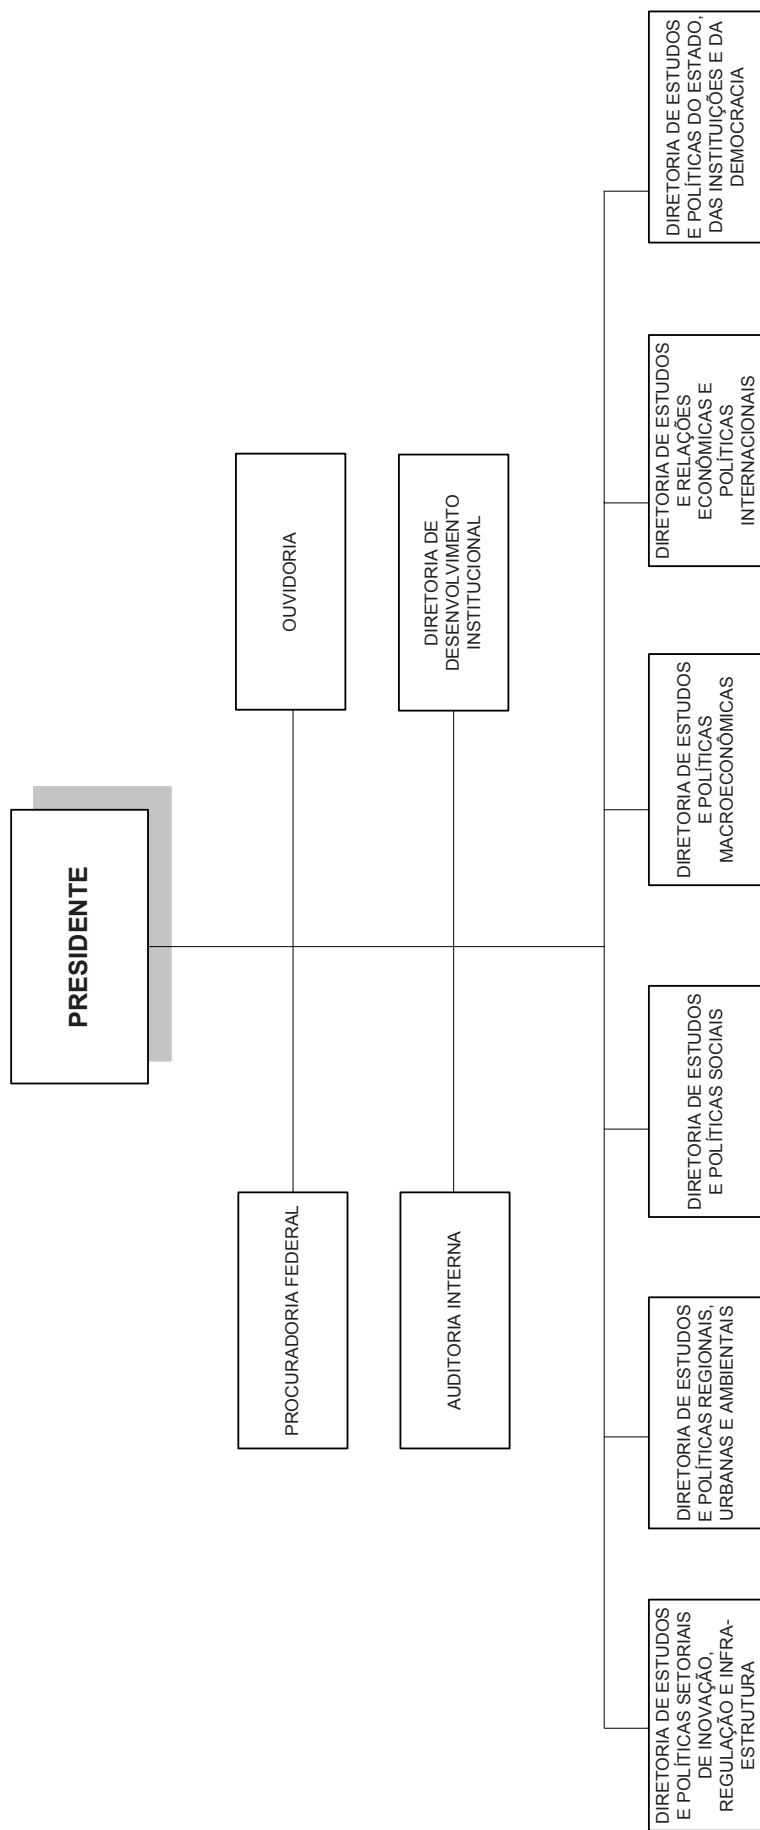 PRESIDENTE
PROCURADORIA FEDERAL
OUVIDORIA
AUDITORIA INTERNA
DIRETORIA DE
DESENVOLVIMENTO
INSTITUCIONAL
DIRETORIA DE ESTUDOS
E POLÍTICAS SETORIAIS
DE INOVAÇÃO,
REGULAÇÃO E INFRA-
ESTRUTURA
DIRETORIA DE ESTUDOS
E POLÍTICAS REGIONAIS,
URBANAS E AMBIENTAIS
DIRETORIA DE ESTUDOS
E POLÍTICAS SOCIAIS
DIRETORIA DE ESTUDOS
E POLÍTICAS
MACROECONÔMICAS
DIRETORIA DE ESTUDOS
E RELAÇÕES
ECONÔMICAS E
POLÍTICAS
INTERNACIONAIS
DIRETORIA DE ESTUDOS
E POLÍTICAS DO ESTADO,
DAS INSTITUIÇÕES E DA
DEMOCRACIA